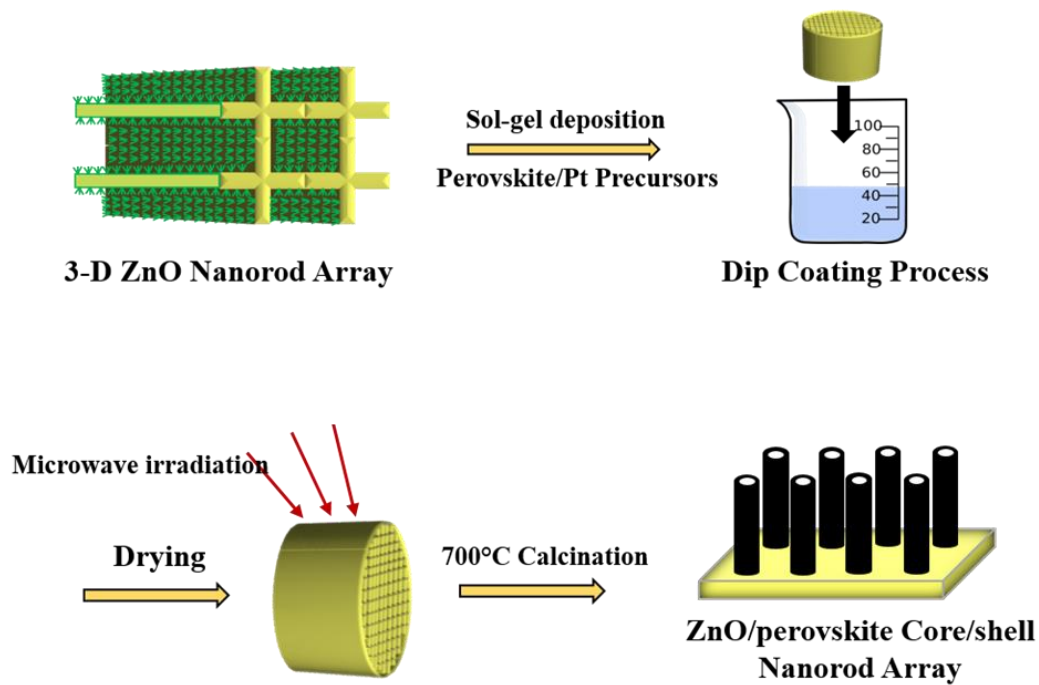 Sol-gel deposition
Perovskite/Pt Precursors
3-D ZnO Nanorod Array
100
80
60
40
20
Dip Coating Process
Microwave irradiation
Drying
700°C Calcination
ZnO/perovskite Core/shell
Nanorod Array